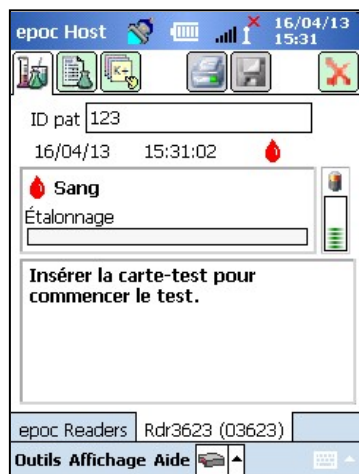 epoc Host 16/04/13
15:31
K+
ID pat 123
16/04/13 15:31:02
Sang
Étalonnage
Insérer la carte-test pour
commencer le test.
epoc Readers Rdr3623 (03623)
Outils Affichage Aide